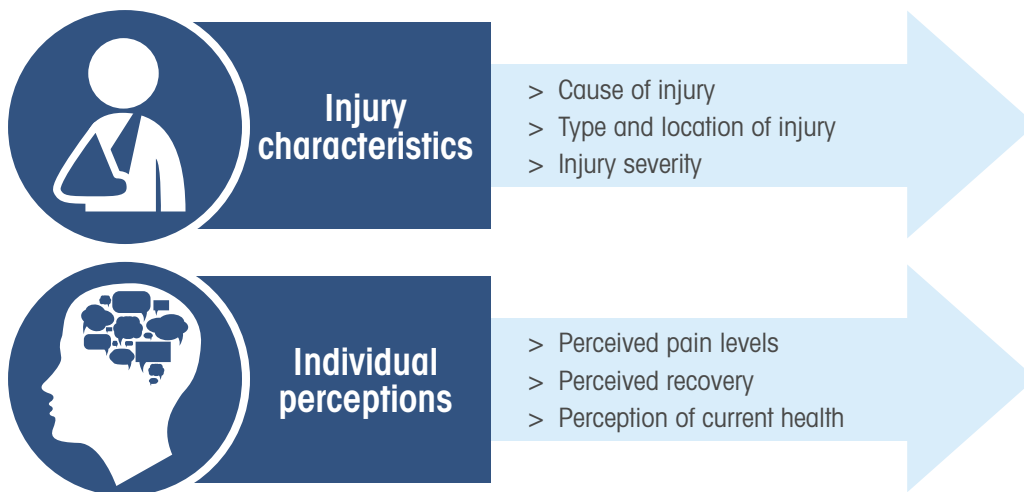 Injury
characteristics
> Cause of injury
> Type and location of injury
> Injury severity
Individual
perceptions
> Perceived pain levels
> Perceived recovery
> Perception of current health